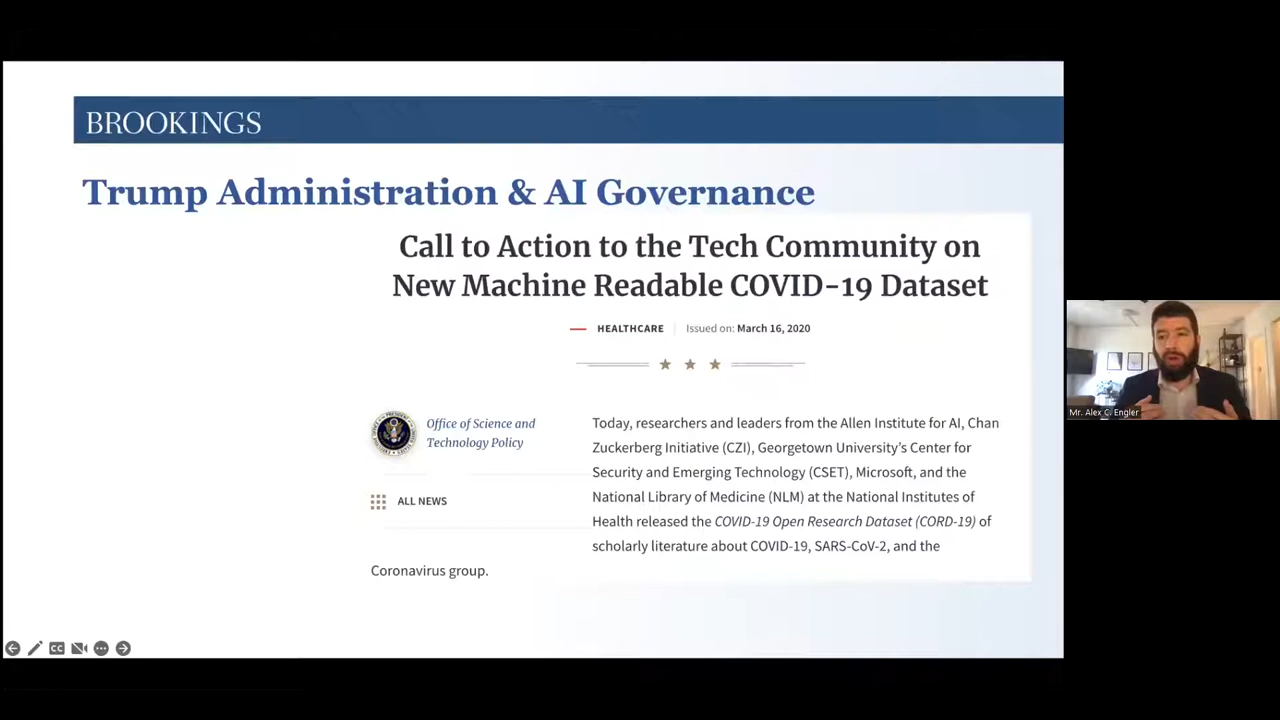 BROOKINGS
Trump Administration & AI Governance
Call to Action to the Tech Community on
New Machine Readable COVID-19 Dataset
HEALTHCARE Issued on: March 16, 2020
Office of Science and
Technology Policy
ALL NEWS
Today, researchers and leaders from the Allen Institute for AI, Chan
Zuckerberg Initiative (CZI), Georgetown University’s Center for
Security and Emerging Technology (CSET), Microsoft, and the
National Library of Medicine (NLM) at the National Institutes of
Health released the COVID-19 Open Research Dataset (CORD-19) of
scholarly literature about COVID-19, SARS-CoV-2, and the
Coronavirus group.
CC
Mr. Alex C. Engler